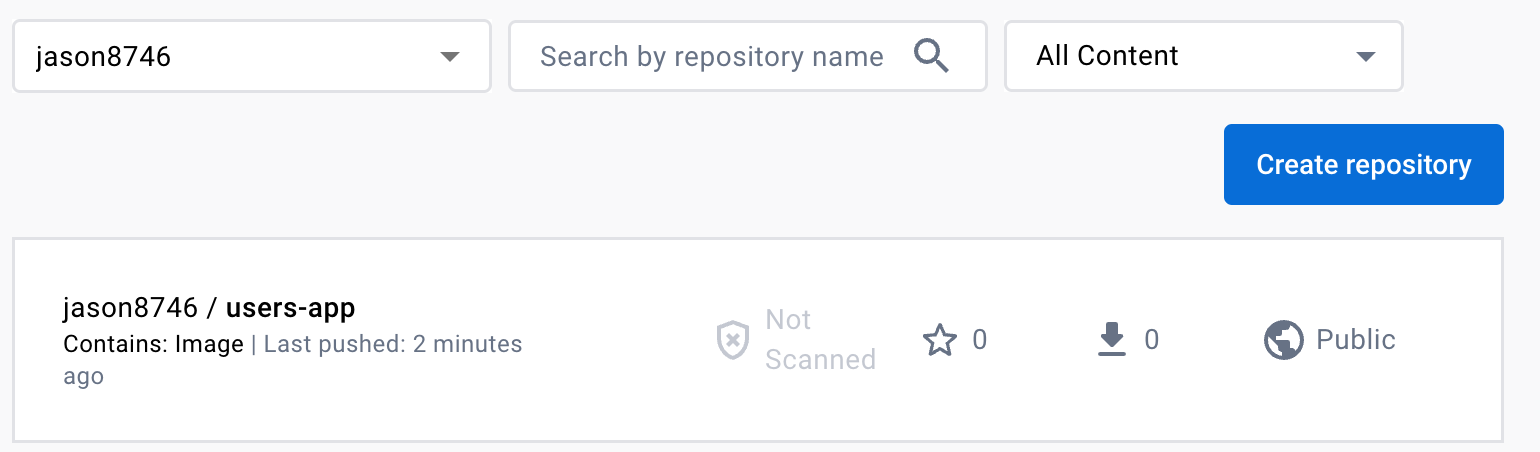 jason8746
Search by repository name
All Content
Create repository
jason8746 / users-app
Contains: Image | Last pushed: 2 minutes
ago
Not
Scanned
0
0
Public